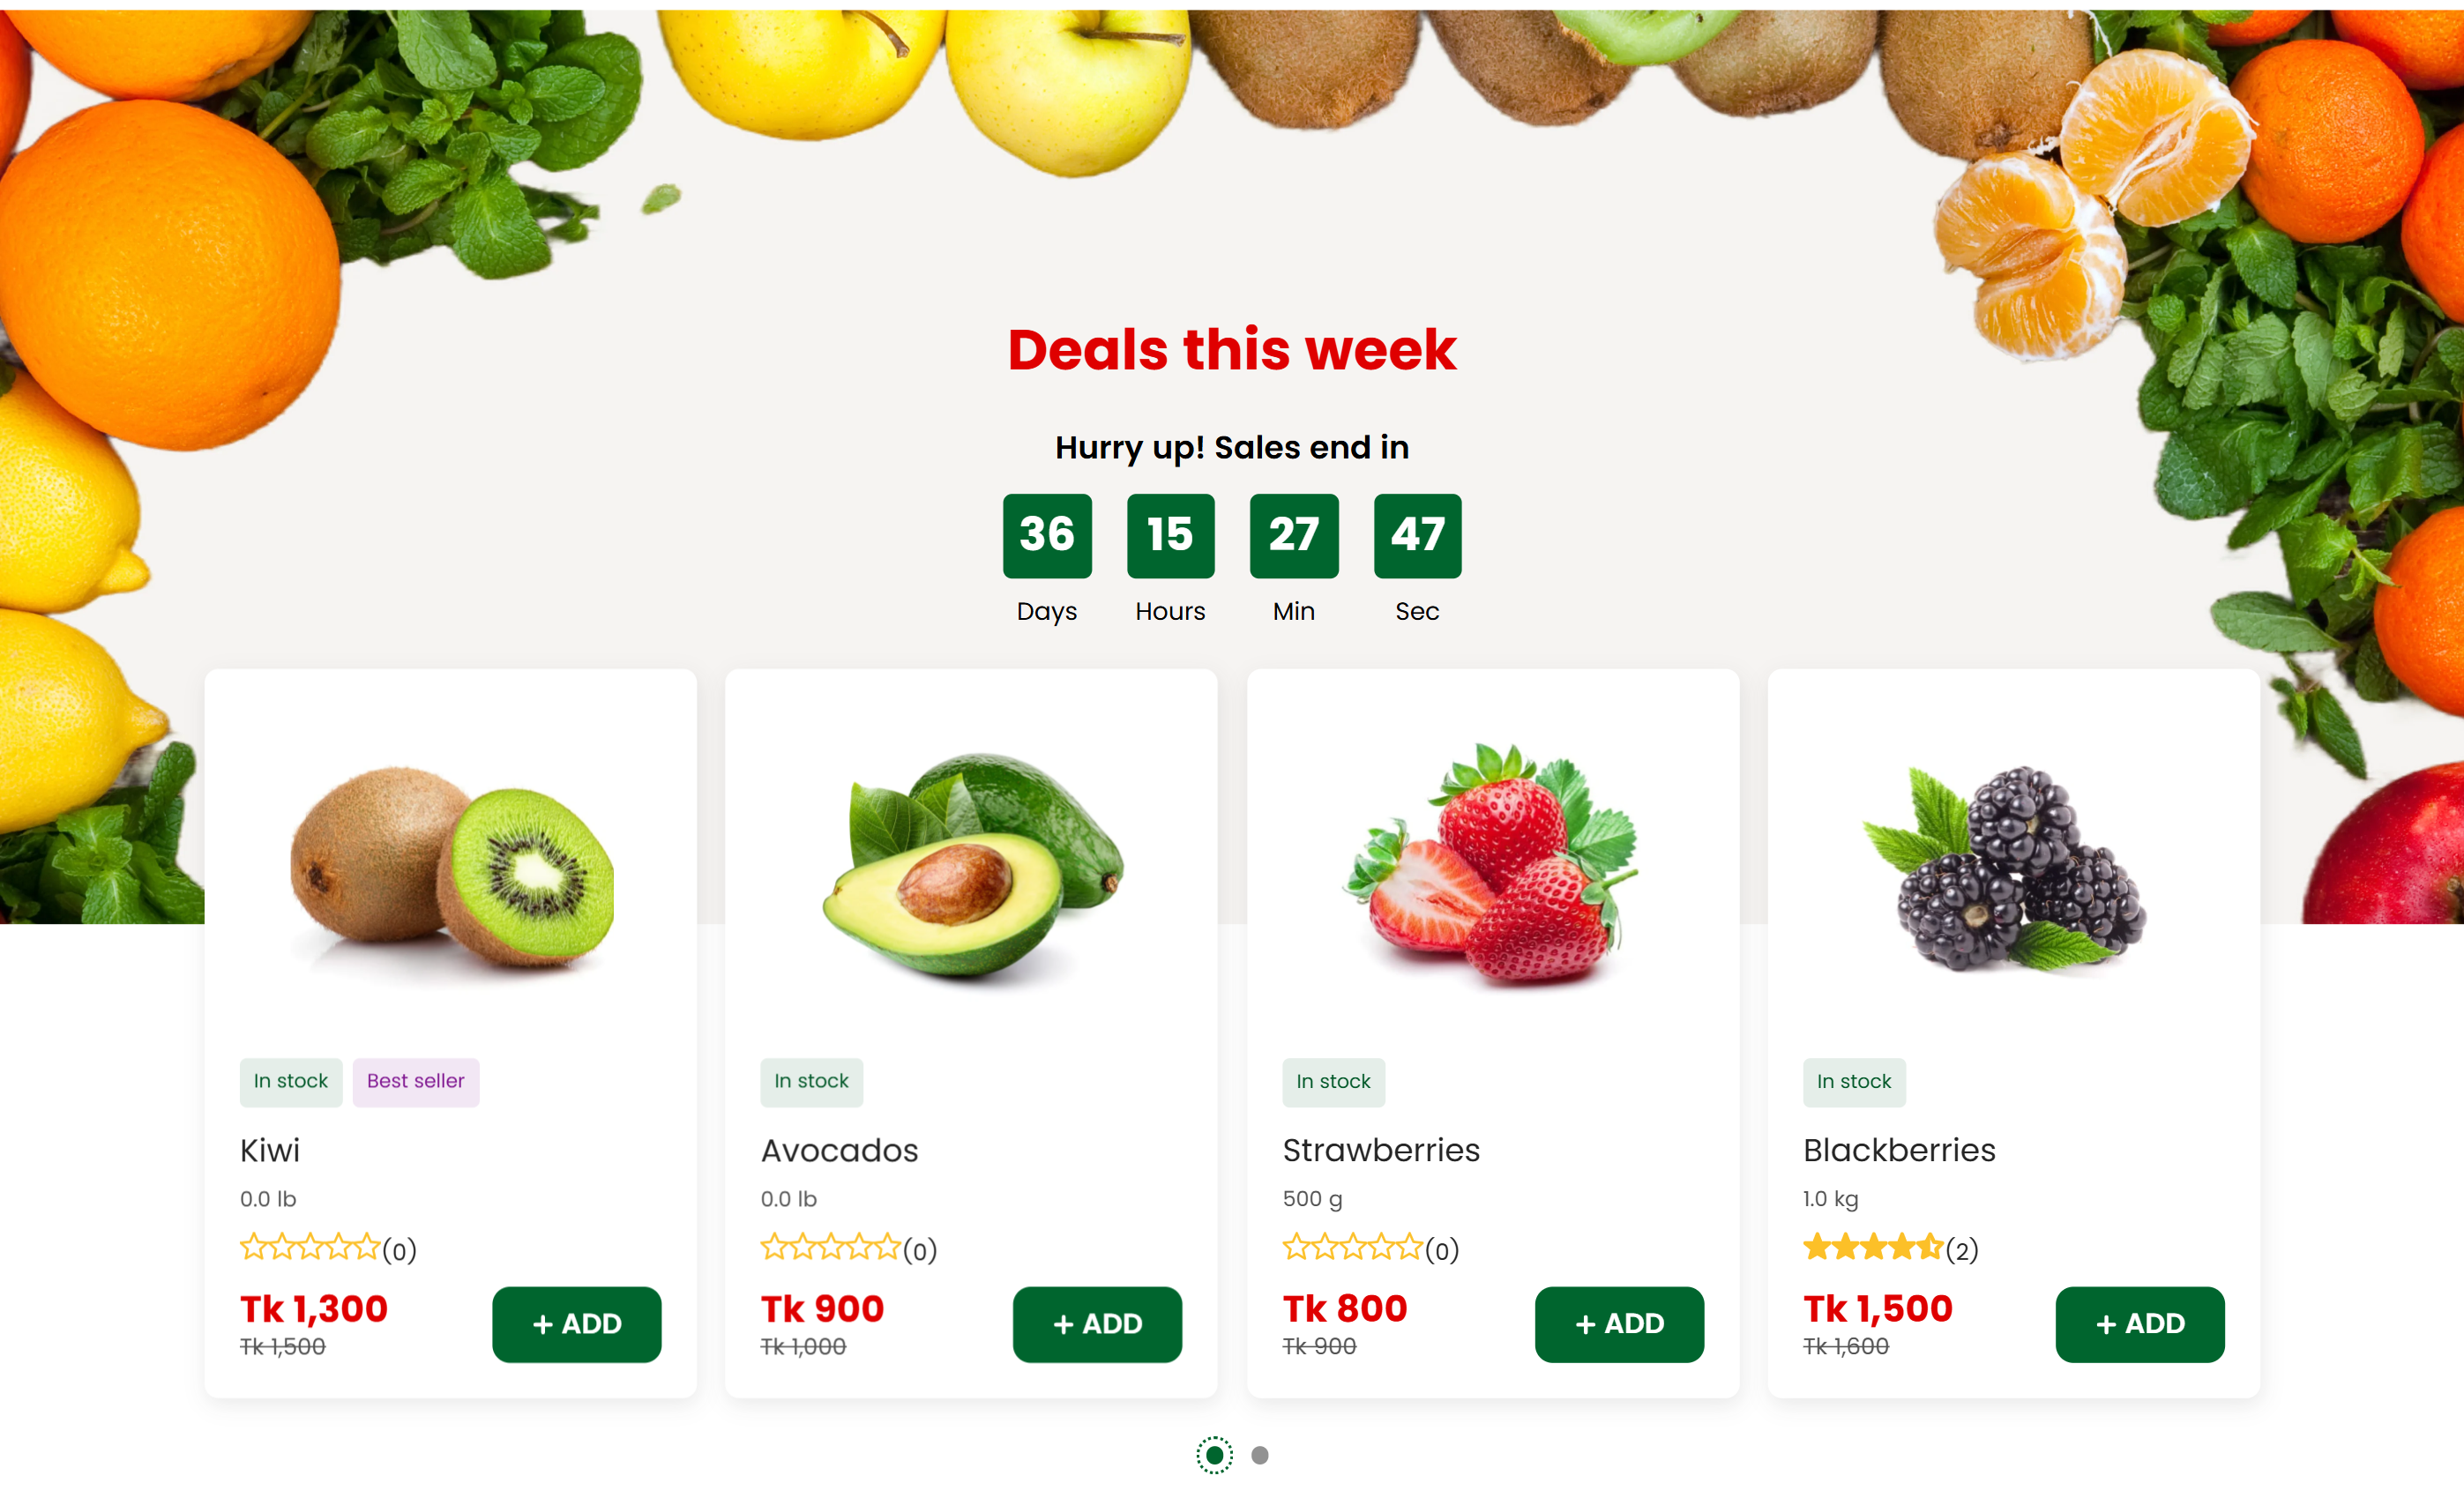 Deals this week
Hurry up! Sales end in
36 15 27 47
Days Hours Min Sec
In stock Best seller
Kiwi
0.0 lb
(0)
Tk 1,300
Tk 1,500
+ ADD
In stock
Avocados
0.0 lb
(0)
Tk 900
Tk 1,000
+ ADD
In stock
Strawberries
500 g
(0)
Tk 800
Tk 900
+ ADD
In stock
Blackberries
1.0 kg
(2)
Tk 1,500
Tk 1,600
+ ADD